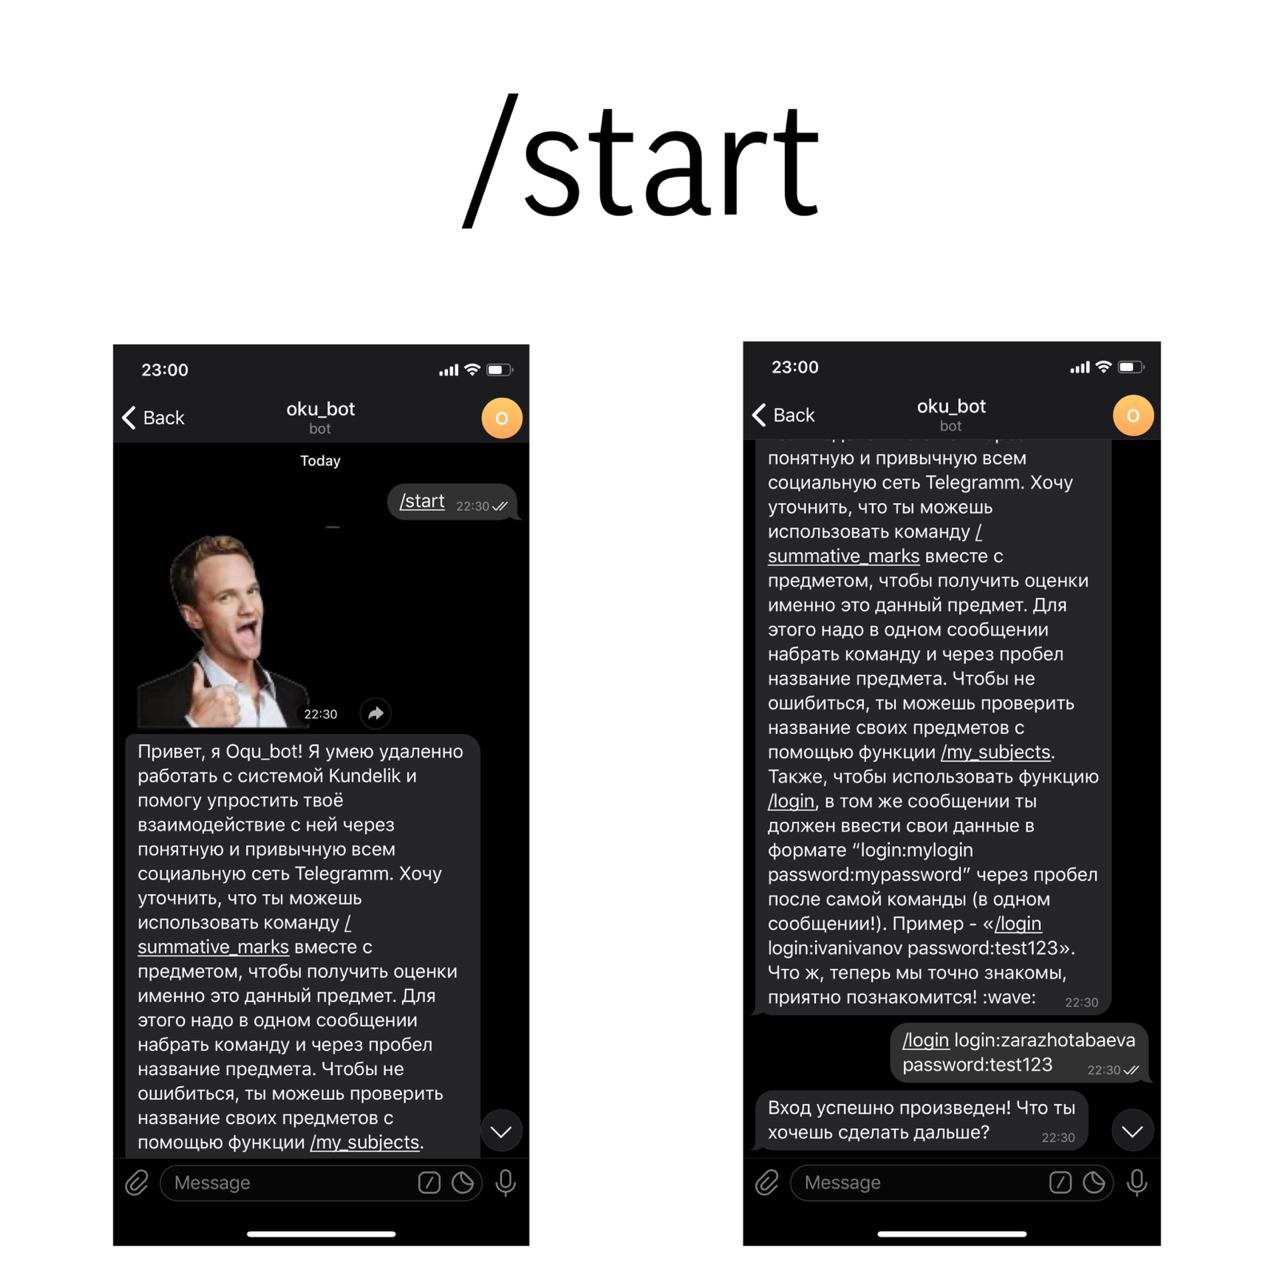 /start
23:00
Back
oku_bot
bot
O
Today
/start 22:30
22:30
Привет, я Oqu_bot! Я умею удаленно
работать с системой Kundelik и
помогу упростить твоё
взаимодействие с ней через
понятную и привычную всем
социальную сеть Telegramm. Хочу
уточнить, что ты можешь
использовать команду /
summative_marks вместе с
предметом, чтобы получить оценки
именно это данный предмет. Для
этого надо в одном сообщении
набрать команду и через пробел
название предмета. Чтобы не
ошибиться, ты можешь проверить
название своих предметов с
помощью функции /my_subjects.
Message
23:00
Back
oku_bot
bot
O
понятную и привычную всем
социальную сеть Telegramm. Хочу
уточнить, что ты можешь
использовать команду /
summative_marks вместе с
предметом, чтобы получить оценки
именно это данный предмет. Для
этого надо в одном сообщении
набрать команду и через пробел
название предмета. Чтобы не
ошибиться, ты можешь проверить
название своих предметов с
помощью функции /my_subjects.
Также, чтобы использовать функцию
/login, в том же сообщении ты
должен ввести свои данные в
формате “login:mylogin
password:mypassword” через пробел
после самой команды (в одном
сообщении!). Пример - «/login
login:ivanivanov password:test123».
Что ж, теперь мы точно знакомы,
приятно познакомится! :wave: 22:30
/login login:zarazhotabaeva
password:test123 22:30
Вход успешно произведен! Что ты
хочешь сделать дальше? 22:30
Message